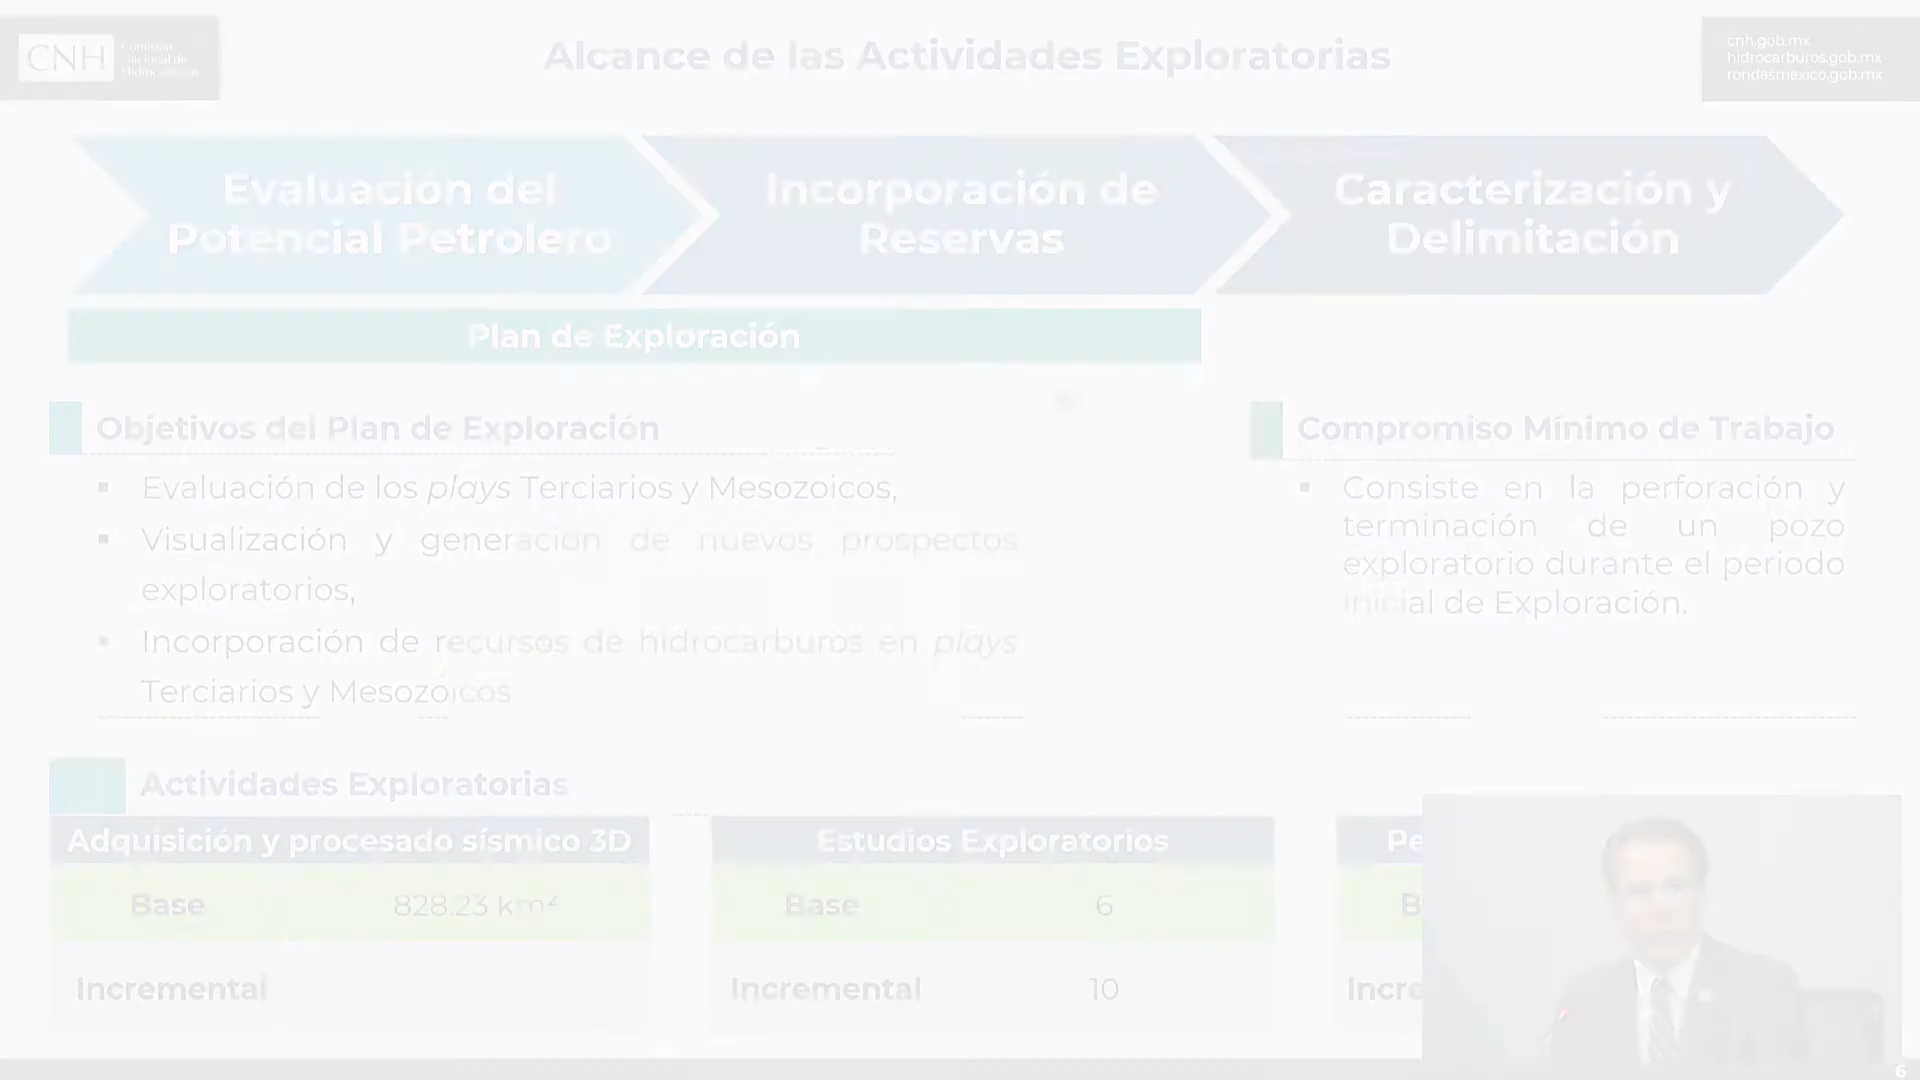 CNH
Comisión
Nacional de
Hidrocarburos
Alcance de las Actividades Exploratorias
cnh.gob.mx
hidrocarburos.gob.mx
rondasmexico.gob.mx
Evaluación del
Potencial Petrolero
Incorporación de
Reservas
Caracterización y
Delimitación
Plan de Exploración
Objetivos del Plan de Exploración
▪ Evaluación de los plays Terciarios y Mesozoicos,
▪ Visualización y generación de nuevos prospectos
exploratorios,
▪ Incorporación de recursos de hidrocarburos en plays
Terciarios y Mesozoicos
Compromiso Mínimo de Trabajo
▪ Consiste en la perforación y
terminación de un pozo
exploratorio durante el periodo
inicial de Exploración.
Actividades Exploratorias
Adquisición y procesado sísmico 3D
Base 828.23 km²
Incremental
Estudios Exploratorios
Base 6
Incremental 10
Pe
B
Incre
6